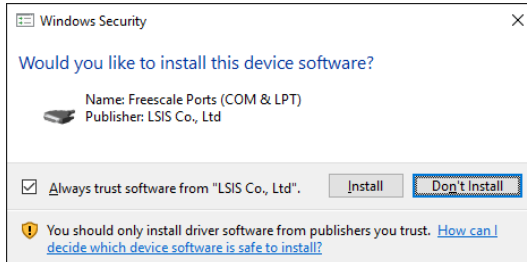 Windows Security
Would you like to install this device software?
Name: Freescale Ports (COM & LPT)
Publisher: LSIS Co., Ltd
Always trust software from "LSIS Co., Ltd".
Install
Don't Install
You should only install driver software from publishers you trust. How can I
decide which device software is safe to install?